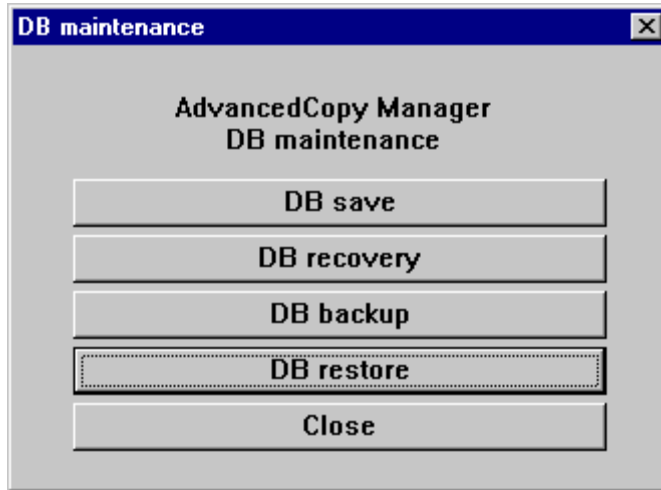 DB maintenance
AdvancedCopy Manager
DB maintenance
DB save
DB recovery
DB backup
DB restore
Close